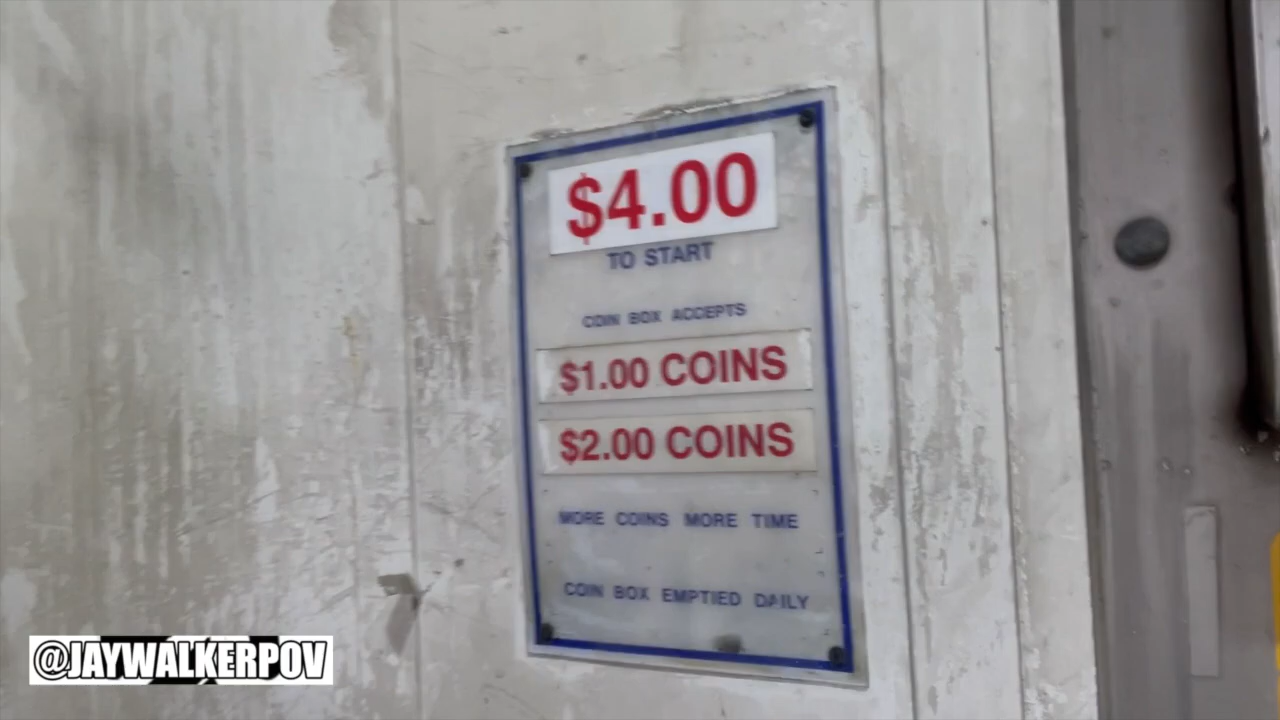 $4.00
TO START
COIN BOX ACCEPTS
$1.00 COINS
$2.00 COINS
MORE COINS MORE TIME
COIN BOX EMPTIED DAILY
@JAYWALKERPOV